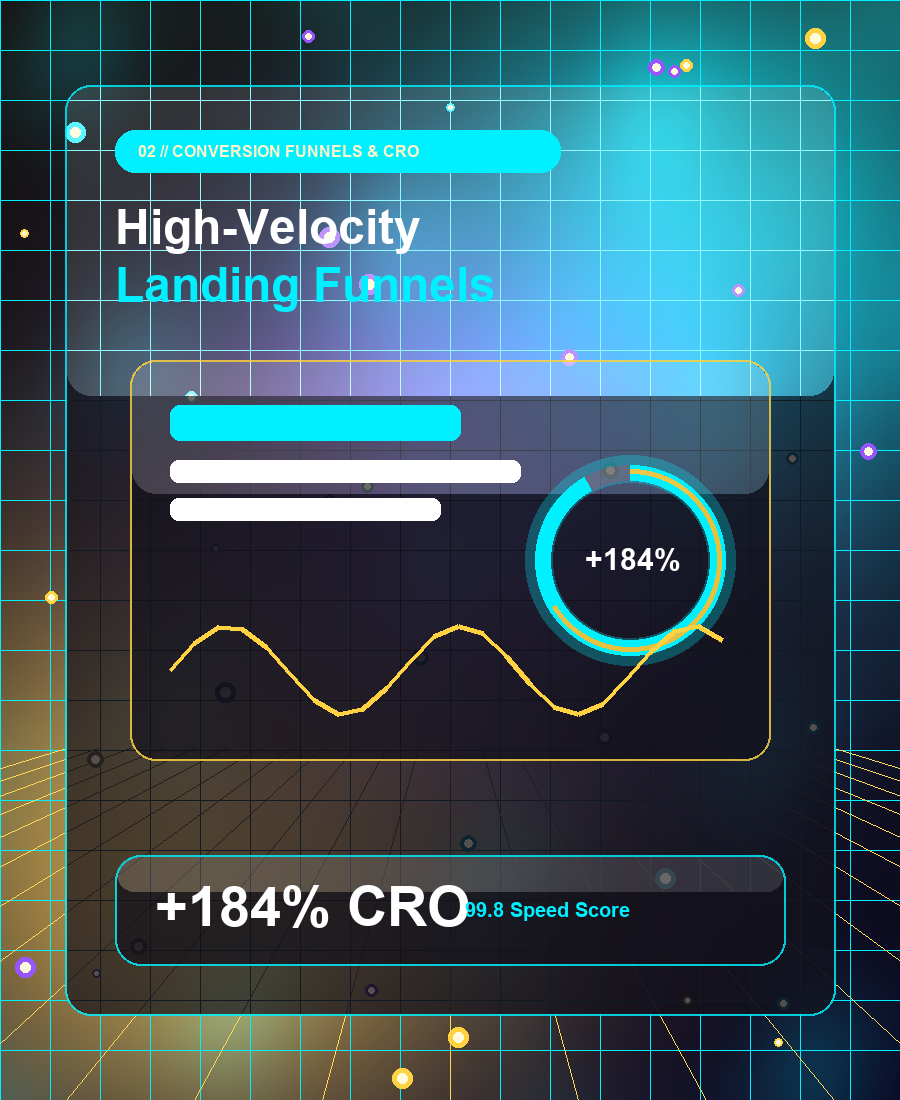 02 // CONVERSION FUNNELS & CRO
High-Velocity
Landing Funnels
+184%
+184% CRO
99.8 Speed Score